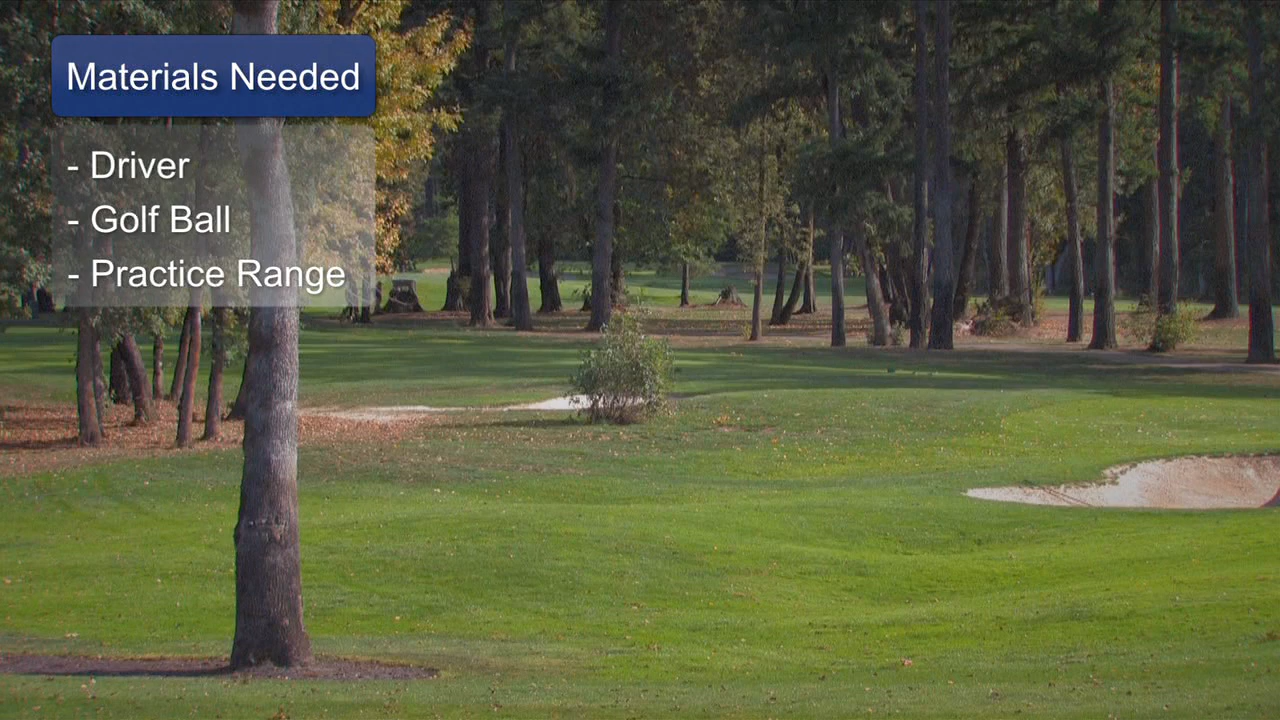 Materials Needed
- Driver
- Golf Ball
- Practice Range